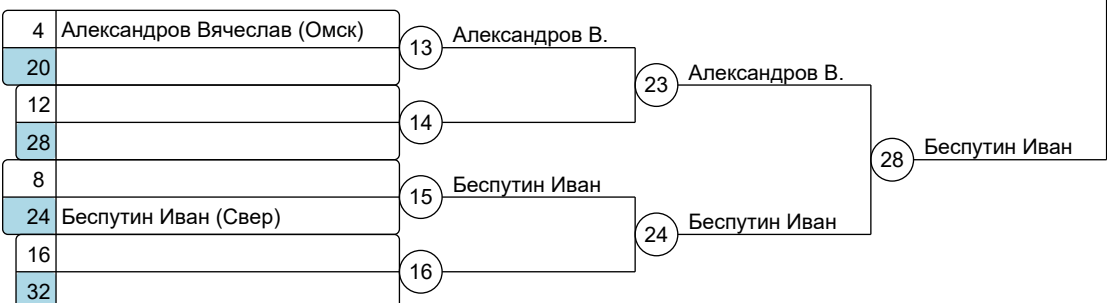 4 Александров Вячеслав (Омск)
20
12
28
8
24 Беспутин Иван (Свер)
16
32
13 Александров В.
14
15 Беспутин Иван
16
23 Александров В.
24 Беспутин Иван
28 Беспутин Иван